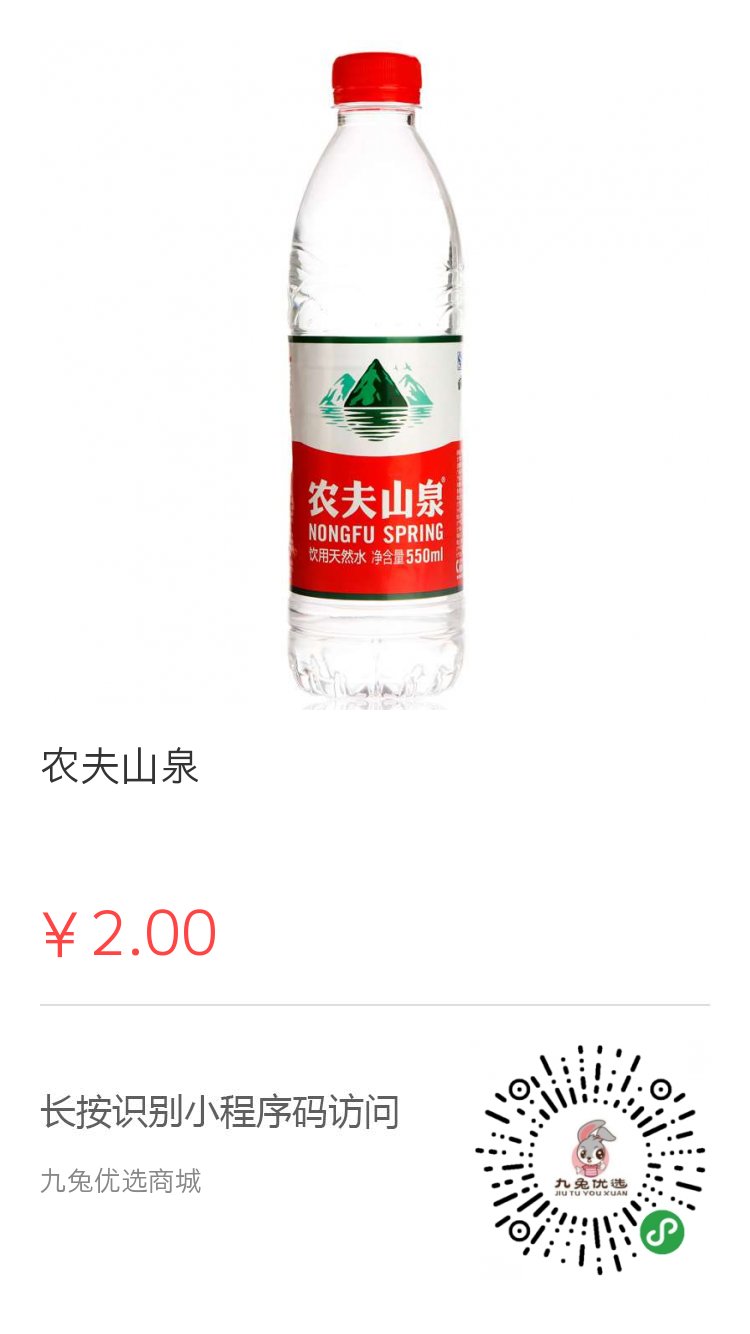 农夫山泉®
NONGFU SPRING
饮用天然水 净含量550ml
农夫山泉
¥2.00
长按识别小程序码访问
九兔优选商城
九兔优选
JIU TU YOU XUAN